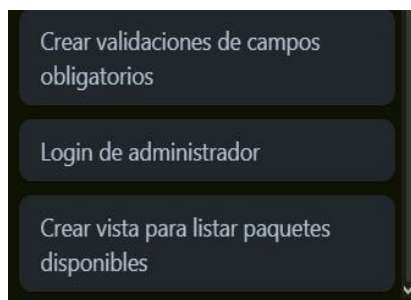 Crear validaciones de campos
obligatorios
Login de administrador
Crear vista para listar paquetes
disponibles